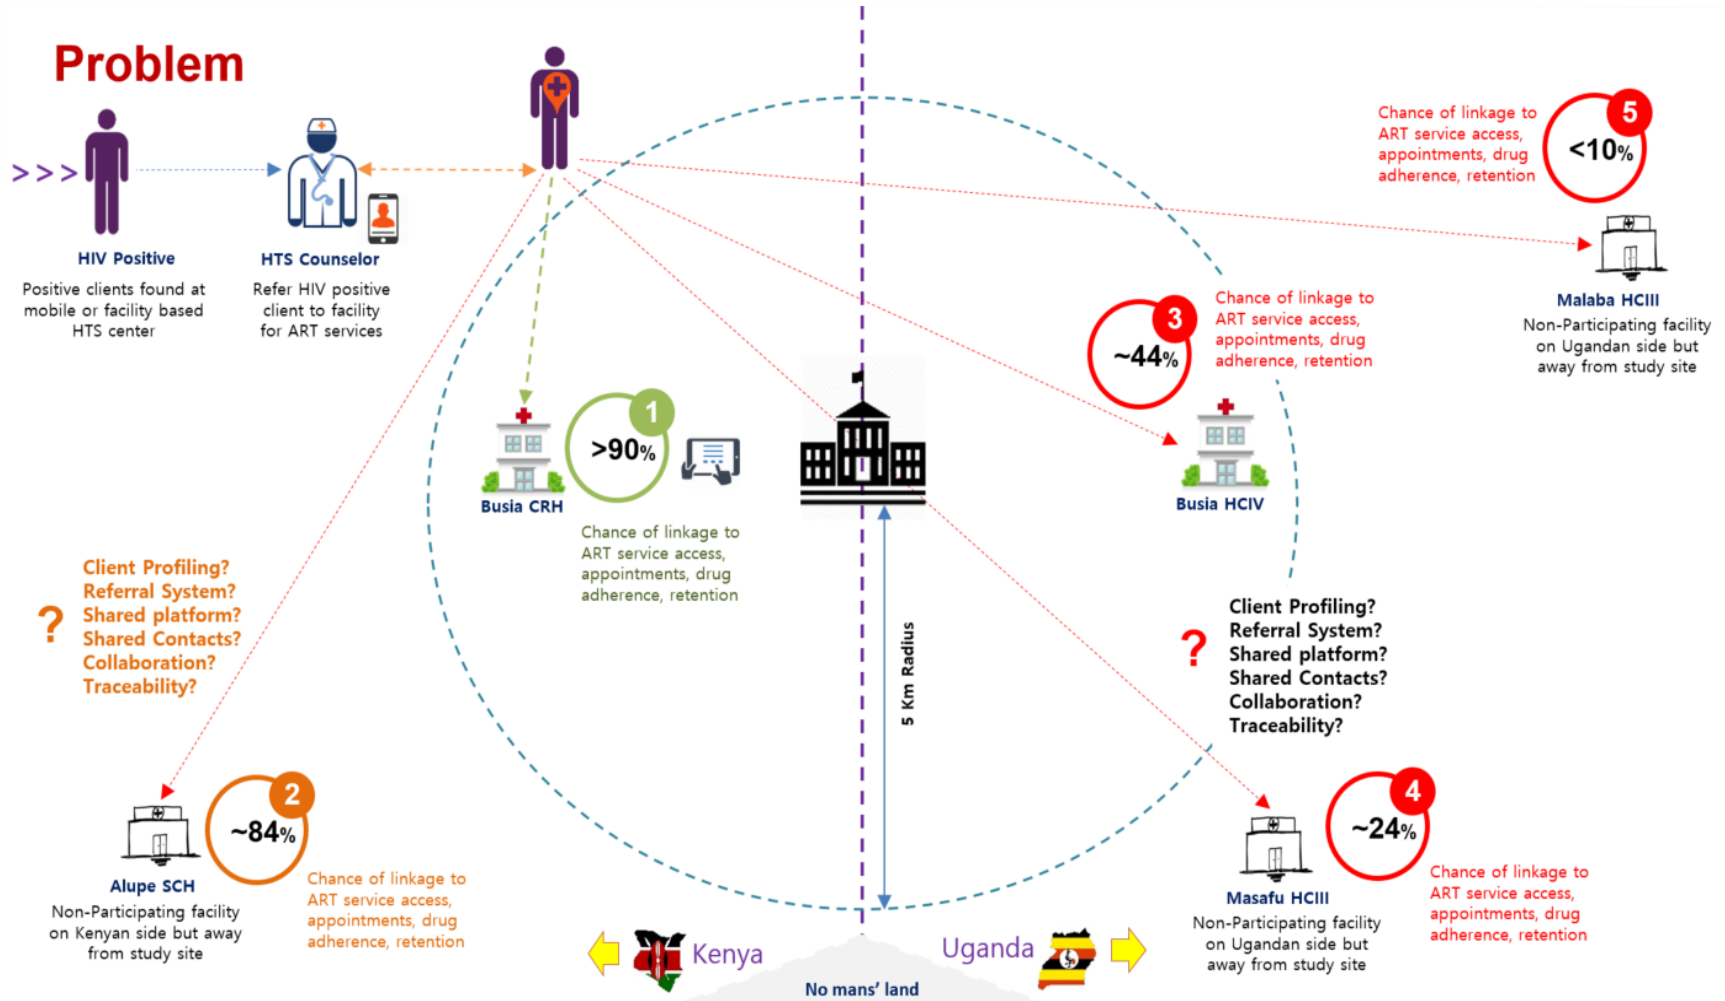 Problem
> > >
HIV Positive
Positive clients found at
mobile or facility based
HTS center
HTS Counselor
Refer HIV positive
client to facility
for ART services
1
>90%
Busia CRH
Chance of linkage to
ART service access,
appointments, drug
adherence, retention
?
Client Profiling?
Referral System?
Shared platform?
Shared Contacts?
Collaboration?
Traceability?
2
~84%
Alupe SCH
Non-Participating facility
on Kenyan side but away
from study site
Chance of linkage to
ART service access,
appointments, drug
adherence, retention
5 Km Radius
3
~44%
Chance of linkage to
ART service access,
appointments, drug
adherence, retention
Busia HCIV
5
<10%
Chance of linkage to
ART service access,
appointments, drug
adherence, retention
Malaba HCIII
Non-Participating facility
on Ugandan side but
away from study site
?
Client Profiling?
Referral System?
Shared platform?
Shared Contacts?
Collaboration?
Traceability?
4
~24%
Masafu HCIII
Non-Participating facility
on Ugandan side but
away from study site
Chance of linkage to
ART service access,
appointments, drug
adherence, retention
Kenya
Uganda
No mans' land